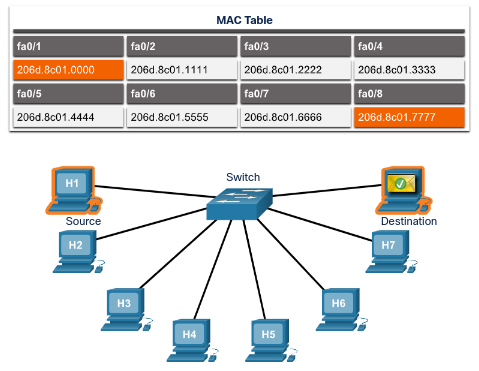 MAC Table
fa0/1 fa0/2 fa0/3 fa0/4
206d.8c01.0000 206d.8c01.1111 206d.8c01.2222 206d.8c01.3333
fa0/5 fa0/6 fa0/7 fa0/8
206d.8c01.4444 206d.8c01.5555 206d.8c01.6666 206d.8c01.7777
Switch
H1
Source Destination
H2 H7
H3 H6
H4 H5